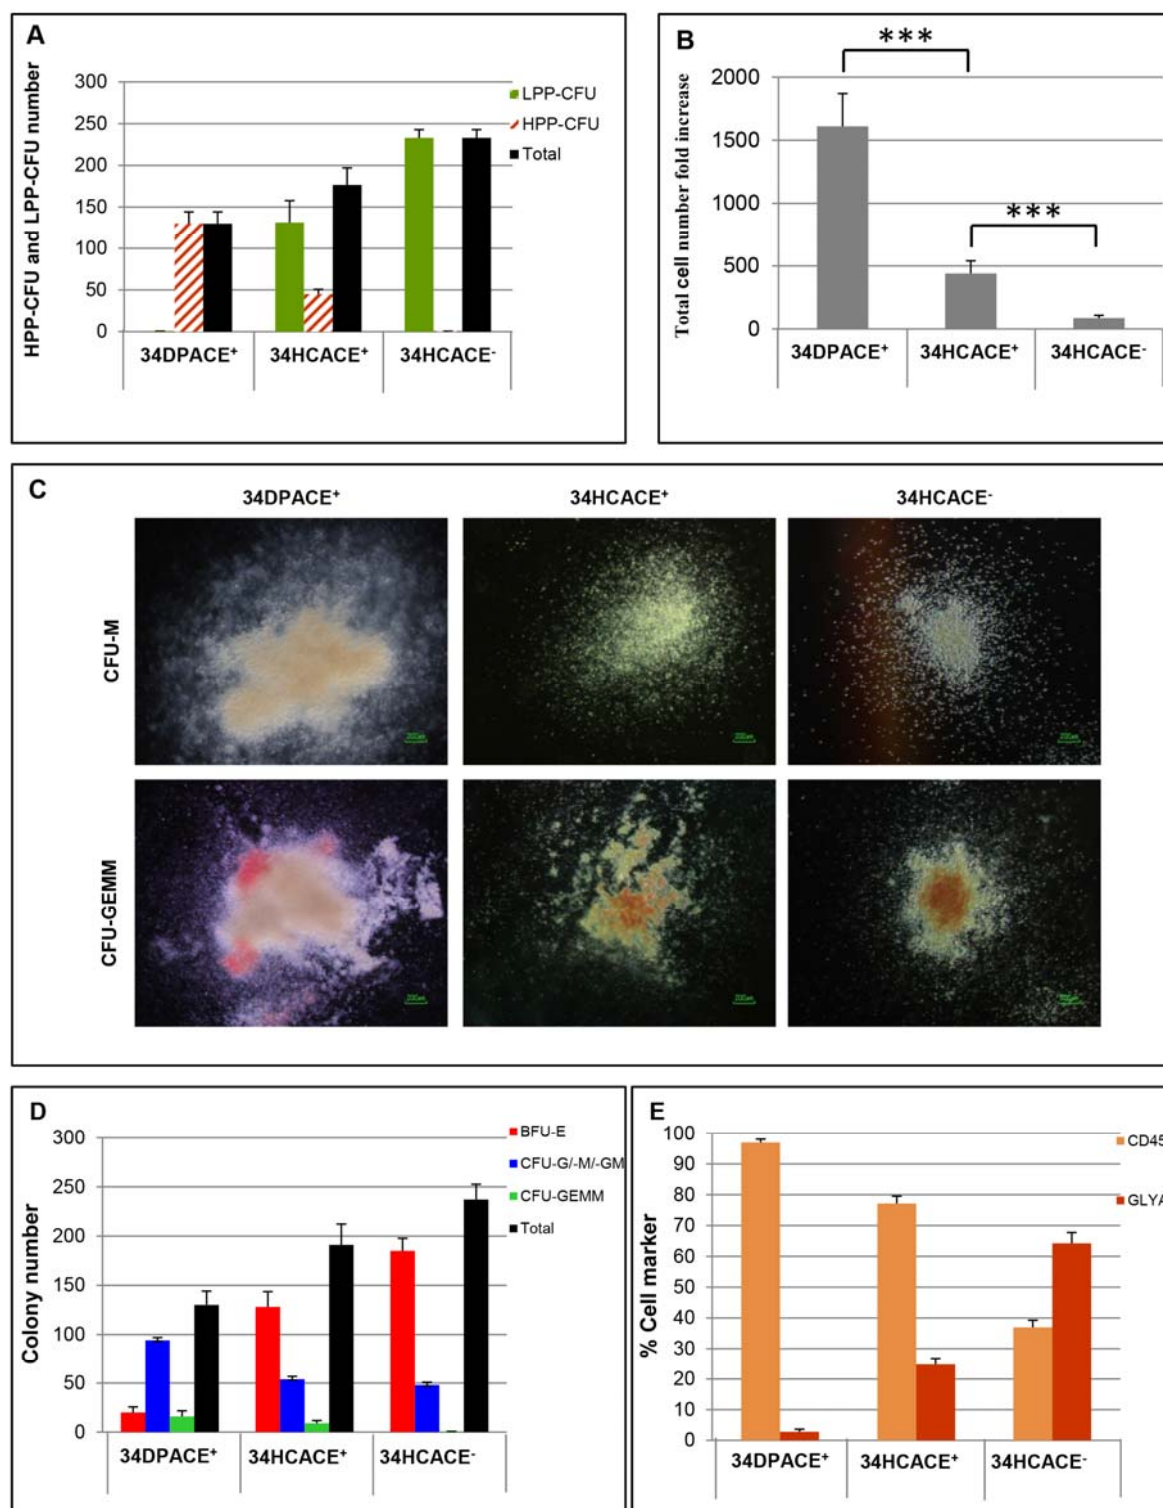 A
HPP-CFU and LPP-CFU number
300
250
200
150
100
50
0
LPP-CFU
HPP-CFU
Total
34DPACE⁺ 34HCACE⁺ 34HCACE⁻
B
Total cell number fold increase
2000
1500
1000
500
0
***
***
34DPACE⁺ 34HCACE⁺ 34HCACE⁻
C
34DPACE⁺ 34HCACE⁺ 34HCACE⁻
CFU-M
CFU-GEMM
D
Colony number
300
250
200
150
100
50
0
BFU-E
CFU-G/-M/-GM
CFU-GEMM
Total
34DPACE⁺ 34HCACE⁺ 34HCACE⁻
E
% Cell marker
100
90
80
70
60
50
40
30
20
10
0
CD45
GLYA
34DPACE⁺ 34HCACE⁺ 34HCACE⁻